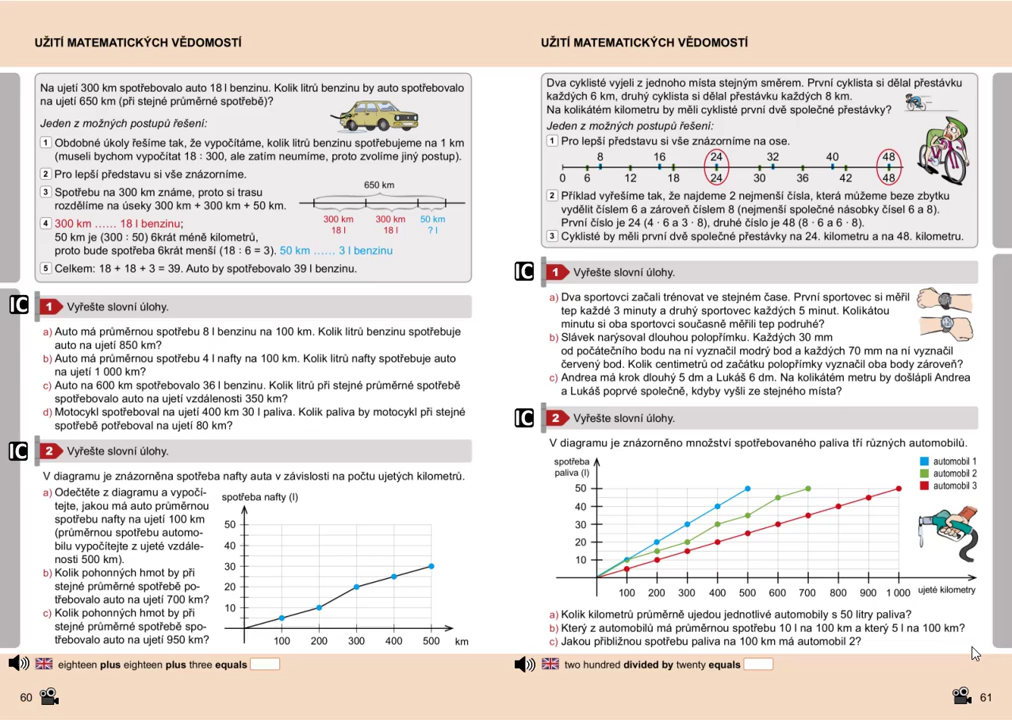 UŽITÍ MATEMATICKÝCH VĚDOMOSTÍ
Na ujetí 300 km spotřebovalo auto 18 l benzinu. Kolik litrů benzinu by auto spotřebovalo
na ujetí 650 km (při stejné průměrné spotřebě)?
Jeden z možných postupů řešení:
1 Obdobné úkoly řešíme tak, že vypočítáme, kolik litrů benzinu spotřebujeme na 1 km
(museli bychom vypočítat 18 : 300, ale zatím neumíme, proto zvolíme jiný postup).
2 Pro lepší představu si vše znázorníme.
3 Spotřebu na 300 km známe, proto si trasu
rozdělíme na úseky 300 km + 300 km + 50 km.
650 km
300 km 300 km 50 km
18 l 18 l ? l
4 300 km ...... 18 l benzinu;
50 km je (300 : 50) 6krát méně kilometrů,
proto bude spotřeba 6krát menší (18 : 6 = 3). 50 km ...... 3 l benzinu
5 Celkem: 18 + 18 + 3 = 39. Auto by spotřebovalo 39 l benzinu.
IC
1 Vyřešte slovní úlohy.
a) Auto má průměrnou spotřebu 8 l benzinu na 100 km. Kolik litrů benzinu spotřebuje
auto na ujetí 850 km?
b) Auto má průměrnou spotřebu 4 l nafty na 100 km. Kolik litrů nafty spotřebuje auto
na ujetí 1 000 km?
c) Auto na 600 km spotřebovalo 36 l benzinu. Kolik litrů při stejné průměrné spotřebě
spotřebovalo auto na ujetí vzdálenosti 350 km?
d) Motocykl spotřeboval na ujetí 400 km 30 l paliva. Kolik paliva by motocykl při stejné
spotřebě potřeboval na ujetí 80 km?
IC
2 Vyřešte slovní úlohy.
V diagramu je znázorněna spotřeba nafty auta v závislosti na počtu ujetých kilometrů.
a) Odečtěte z diagramu a vypočí-
tejte, jakou má auto průměrnou
spotřebu nafty na ujetí 100 km
(průměrnou spotřebu automo-
bilu vypočítejte z ujeté vzdále-
nosti 500 km).
b) Kolik pohonných hmot by při
stejné průměrné spotřebě po-
třebovalo auto na ujetí 700 km?
c) Kolik pohonných hmot by při
stejné průměrné spotřebě spo-
třebovalo auto na ujetí 950 km?
spotřeba nafty (l)
50
40
30
20
10
100 200 300 400 500 km
eighteen plus eighteen plus three equals
60
UŽITÍ MATEMATICKÝCH VĚDOMOSTÍ
Dva cyklisté vyjeli z jednoho místa stejným směrem. První cyklista si dělal přestávku
každých 6 km, druhý cyklista si dělal přestávku každých 8 km.
Na kolikátém kilometru by měli cyklisté první dvě společné přestávky?
Jeden z možných postupů řešení:
1 Pro lepší představu si vše znázorníme na ose.
8 16 24 32 40 48
0 6 12 18 24 30 36 42 48
2 Příklad vyřešíme tak, že najdeme 2 nejmenší čísla, která můžeme beze zbytku
vydělit číslem 6 a zároveň číslem 8 (nejmenší společné násobky čísel 6 a 8).
První číslo je 24 (4 · 6 a 3 · 8), druhé číslo je 48 (8 · 6 a 6 · 8).
3 Cyklisté by měli první dvě společné přestávky na 24. kilometru a na 48. kilometru.
IC
1 Vyřešte slovní úlohy.
a) Dva sportovci začali trénovat ve stejném čase. První sportovec si měřil
tep každé 3 minuty a druhý sportovec každých 5 minut. Kolikátou
minutu si oba sportovci současně měřili tep podruhé?
b) Slávek narýsoval dlouhou polopřímku. Každých 30 mm
od počátečního bodu na ní vyznačil modrý bod a každých 70 mm na ní vyznačil
červený bod. Kolik centimetrů od začátku polopřímky vyznačil oba body zároveň?
c) Andrea má krok dlouhý 5 dm a Lukáš 6 dm. Na kolikátém metru by došlápli Andrea
a Lukáš poprvé společně, kdyby vyšli ze stejného místa?
IC
2 Vyřešte slovní úlohy.
V diagramu je znázorněno množství spotřebovaného paliva tří různých automobilů.
spotřeba
paliva (l)
50
40
30
20
10
100 200 300 400 500 600 700 800 900 1 000 ujeté kilometry
automobil 1
automobil 2
automobil 3
a) Kolik kilometrů průměrně ujedou jednotlivé automobily s 50 litry paliva?
b) Který z automobilů má průměrnou spotřebu 10 l na 100 km a který 5 l na 100 km?
c) Jakou přibližnou spotřebu paliva na 100 km má automobil 2?
two hundred divided by twenty equals
61